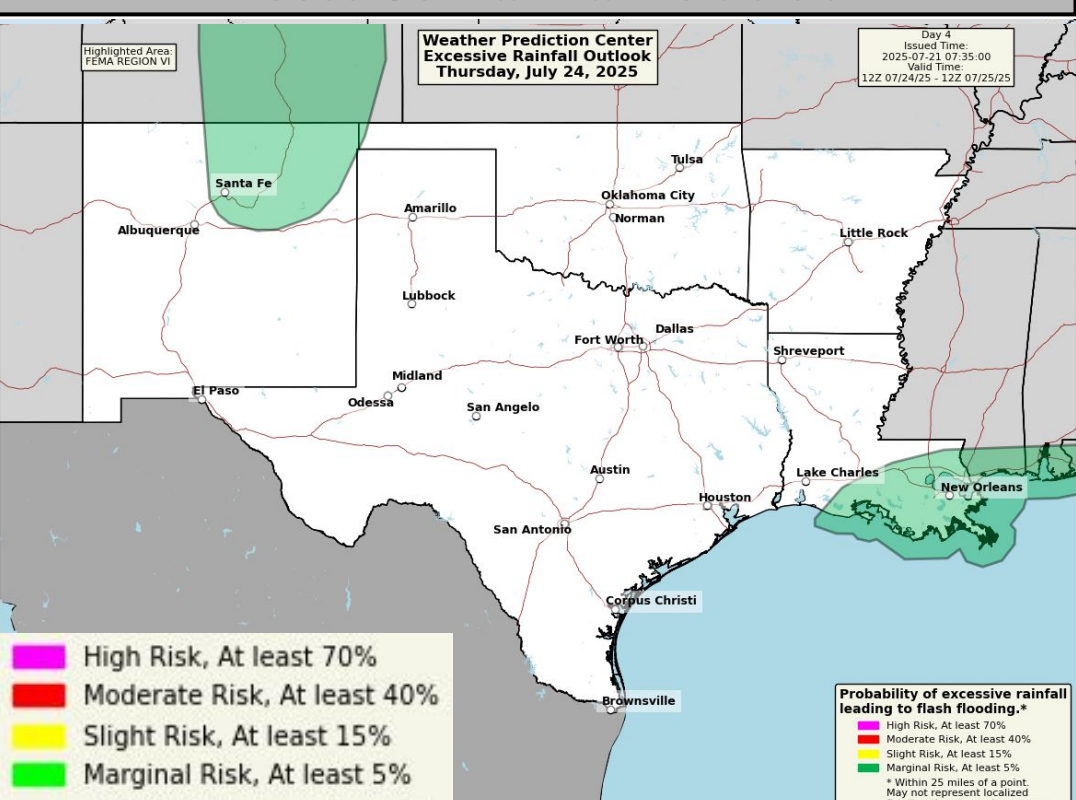 Highlighted Area:
FEMA REGION VI
Weather Prediction Center
Excessive Rainfall Outlook
Thursday, July 24, 2025
Day 4
Issued Time:
2025-07-21 07:35:00
Valid Time:
12Z 07/24/25 - 12Z 07/25/25
Tulsa
Santa Fe
Oklahoma City
Amarillo
Norman
Albuquerque
Little Rock
Lubbock
Dallas
Fort Worth
Shreveport
Midland
El Paso
Odessa
San Angelo
Austin
Lake Charles
New Orleans
Houston
San Antonio
Corpus Christi
Brownsville
High Risk, At least 70%
Moderate Risk, At least 40%
Slight Risk, At least 15%
Marginal Risk, At least 5%
Probability of excessive rainfall
leading to flash flooding.*
High Risk, At least 70%
Moderate Risk, At least 40%
Slight Risk, At least 15%
Marginal Risk, At least 5%
* Within 25 miles of a point.
May not represent localized